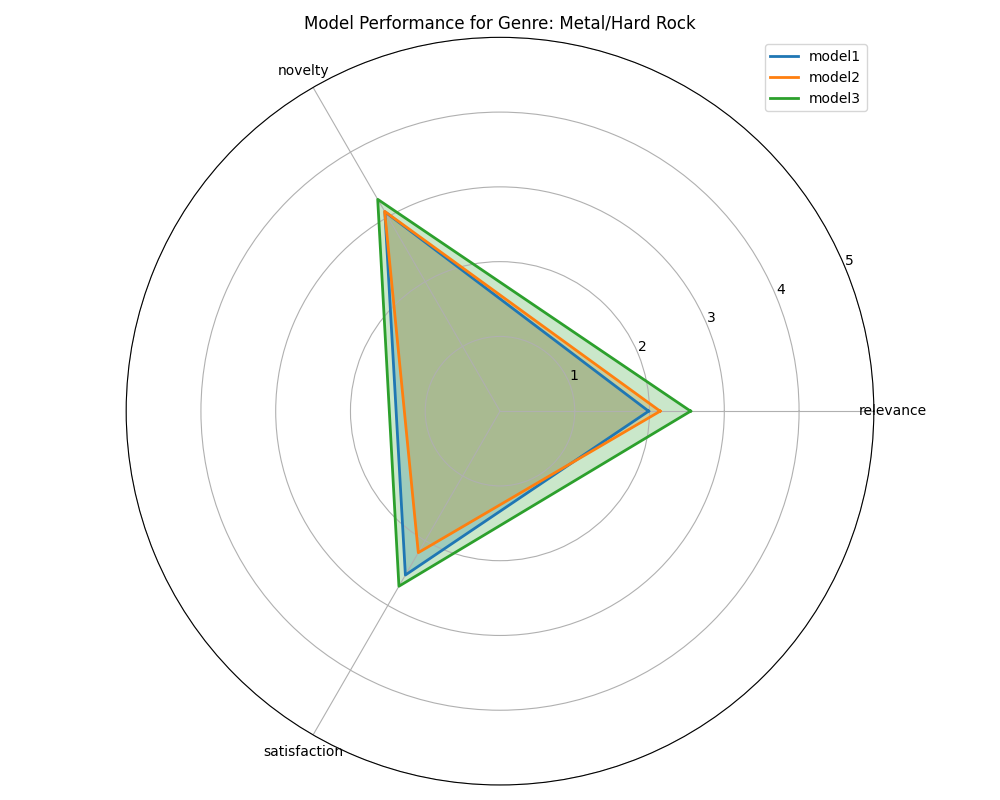 Model Performance for Genre: Metal/Hard Rock
model1
model2
model3
novelty
5
4
3
2
1
relevance
satisfaction